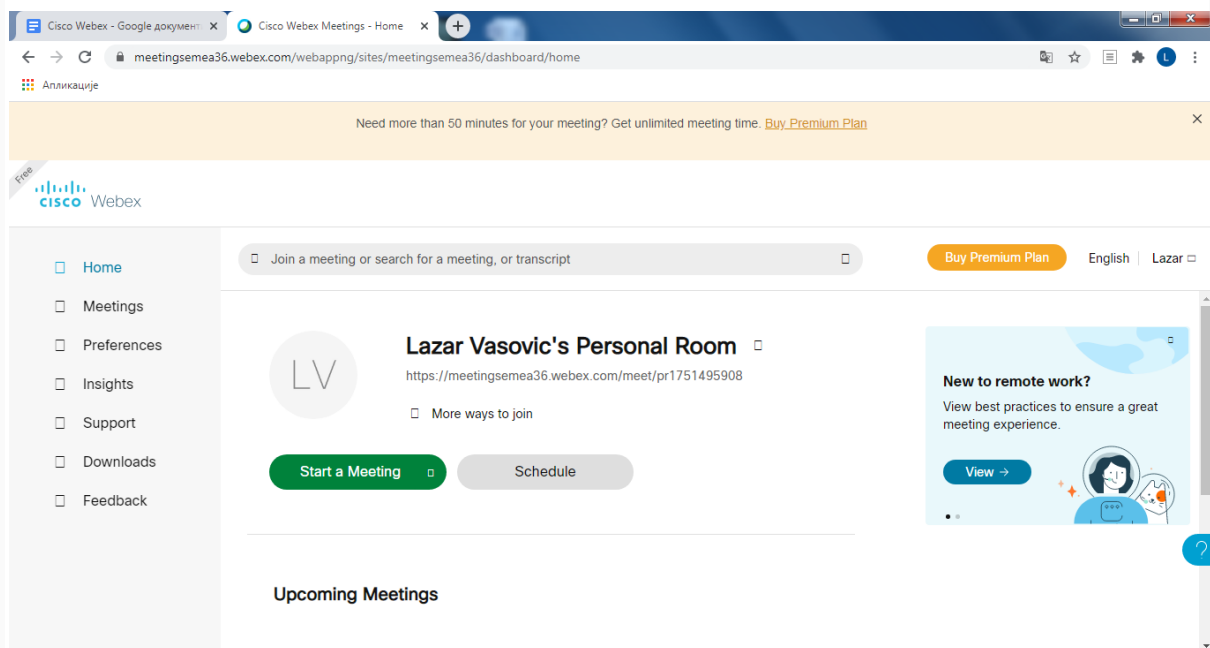 Cisco Webex - Google документ
Cisco Webex Meetings - Home
meetingsemea36.webex.com/webappng/sites/meetingsemea36/dashboard/home
L
Апликације
Need more than 50 minutes for your meeting? Get unlimited meeting time. Buy Premium Plan
Free
cisco Webex
Join a meeting or search for a meeting, or transcript
Buy Premium Plan
English
Lazar
Home
Meetings
Preferences
Insights
Support
Downloads
Feedback
LV
Lazar Vasovic's Personal Room
https://meetingsemea36.webex.com/meet/pr1751495908
More ways to join
Start a Meeting
Schedule
New to remote work?
View best practices to ensure a great
meeting experience.
View →
?
Upcoming Meetings